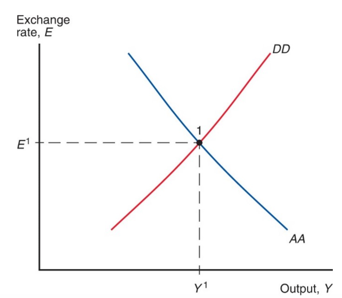 Exchange
rate, E
DD
1
E¹
AA
Y¹
Output, Y